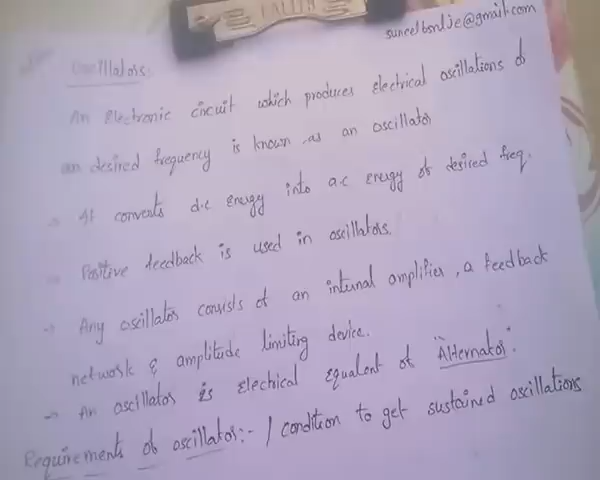 suneelbonlie@gmail.com
Oscillators:
An Electronic circuit which produces electrical oscillations of
an desired frequency is known as an oscillator
→ It converts d.c energy into a.c energy of desired freq.
→ Positive feedback is used in oscillators.
→ Any oscillator consists of an internal amplifier, a feedback
network & amplitude limiting device.
→ An oscillator is electrical equalent of "Alternator".
Requirements of oscillator:- / condition to get sustained oscillations